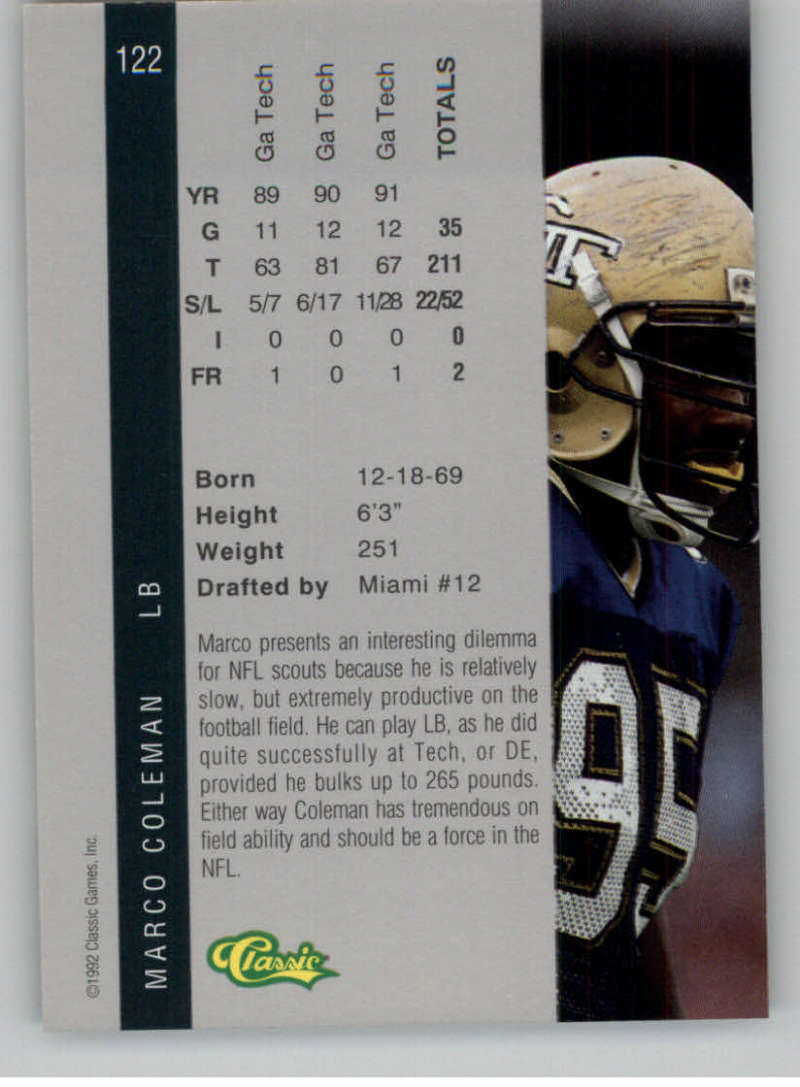 122
Ga Tech Ga Tech Ga Tech TOTALS
YR 89 90 91
G 11 12 12 35
T 63 81 67 211
S/L 5/7 6/17 11/28 22/52
I 0 0 0 0
FR 1 0 1 2
Born 12-18-69
Height 6'3"
Weight 251
Drafted by Miami #12
Marco presents an interesting dilemma
for NFL scouts because he is relatively
slow, but extremely productive on the
football field. He can play LB, as he did
quite successfully at Tech, or DE,
provided he bulks up to 265 pounds.
Either way Coleman has tremendous on
field ability and should be a force in the
NFL.
Classic
MARCO COLEMAN LB
©1992 Classic Games, Inc.
GT
95